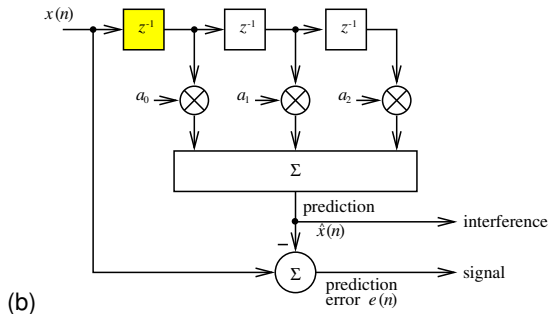 x(n)
z⁻¹
z⁻¹
z⁻¹
a₀
a₁
a₂
Σ
prediction
x̂(n)
interference
−
Σ
signal
prediction
error e(n)
(b)